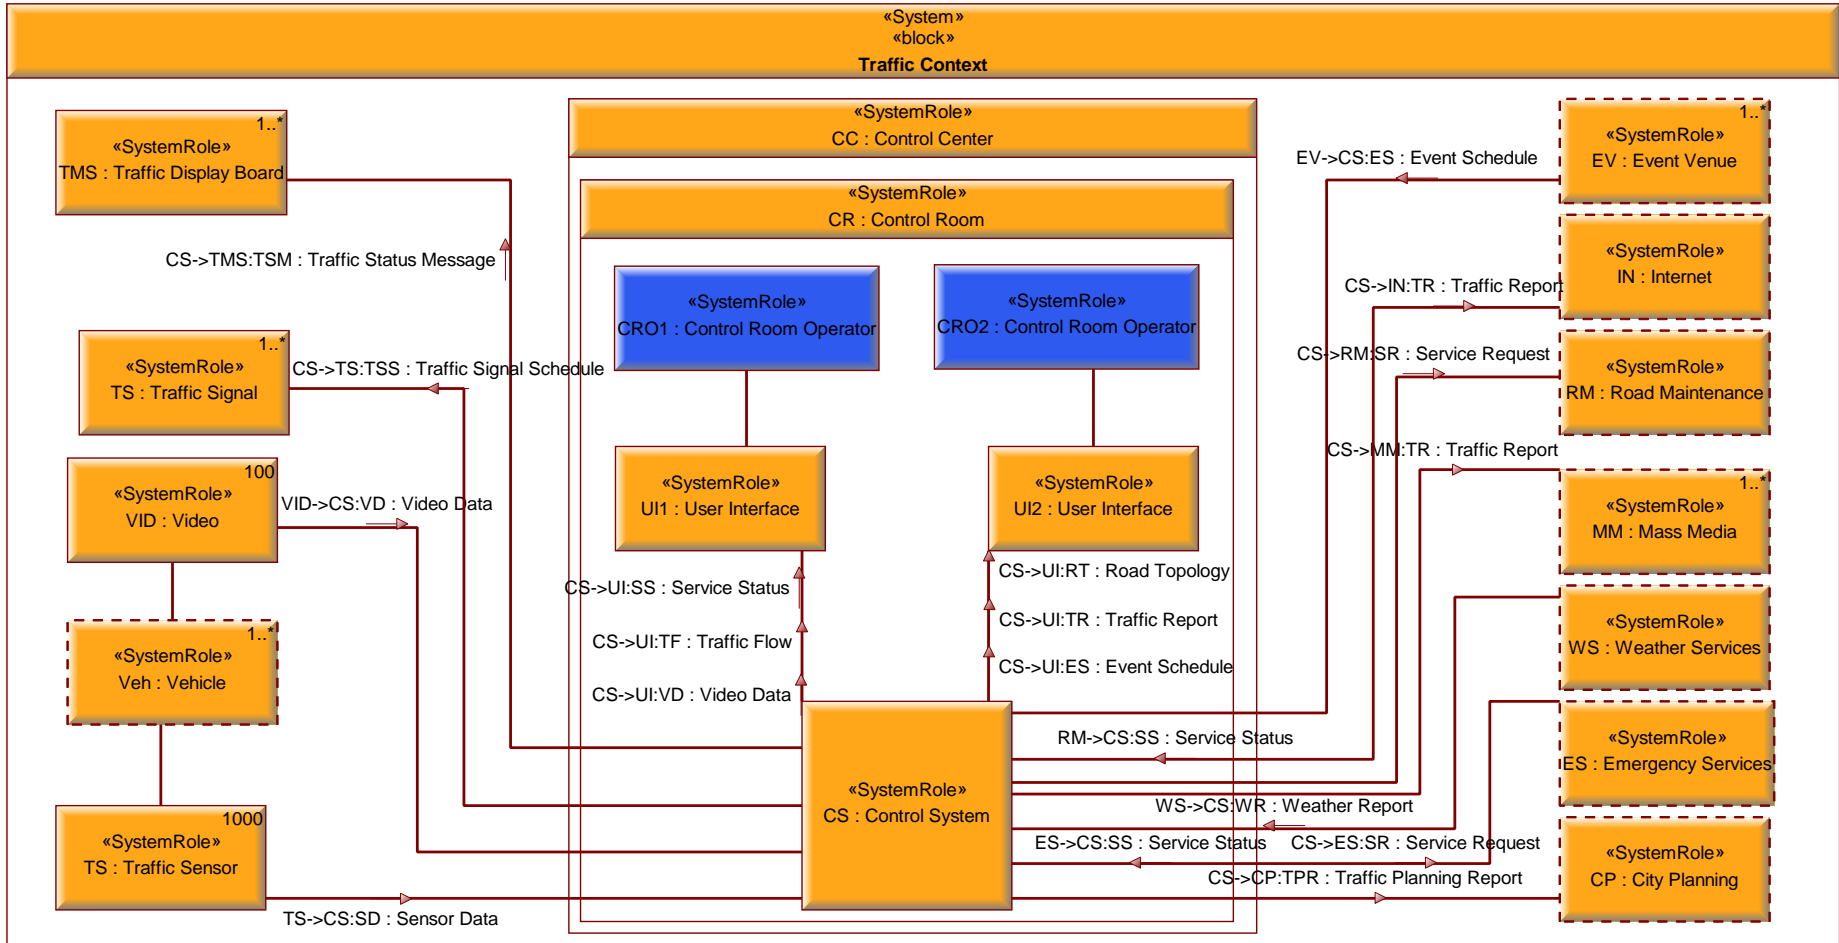 «System»
«block»
Traffic Context
1..*
«SystemRole»
TMS : Traffic Display Board
CS->TMS:TSM : Traffic Status Message
1..*
«SystemRole»
TS : Traffic Signal
CS->TS:TSS : Traffic Signal Schedule
100
«SystemRole»
VID : Video
VID->CS:VD : Video Data
1..*
«SystemRole»
Veh : Vehicle
1000
«SystemRole»
TS : Traffic Sensor
TS->CS:SD : Sensor Data
«SystemRole»
CC : Control Center
«SystemRole»
CR : Control Room
«SystemRole»
CRO1 : Control Room Operator
«SystemRole»
CRO2 : Control Room Operator
«SystemRole»
UI1 : User Interface
«SystemRole»
UI2 : User Interface
CS->UI:SS : Service Status
CS->UI:TF : Traffic Flow
CS->UI:VD : Video Data
CS->UI:RT : Road Topology
CS->UI:TR : Traffic Report
CS->UI:ES : Event Schedule
«SystemRole»
CS : Control System
EV->CS:ES : Event Schedule
CS->IN:TR : Traffic Report
CS->RM:SR : Service Request
CS->MM:TR : Traffic Report
RM->CS:SS : Service Status
WS->CS:WR : Weather Report
ES->CS:SS : Service Status
CS->ES:SR : Service Request
CS->CP:TPR : Traffic Planning Report
1..*
«SystemRole»
EV : Event Venue
«SystemRole»
IN : Internet
«SystemRole»
RM : Road Maintenance
1..*
«SystemRole»
MM : Mass Media
«SystemRole»
WS : Weather Services
«SystemRole»
ES : Emergency Services
«SystemRole»
CP : City Planning